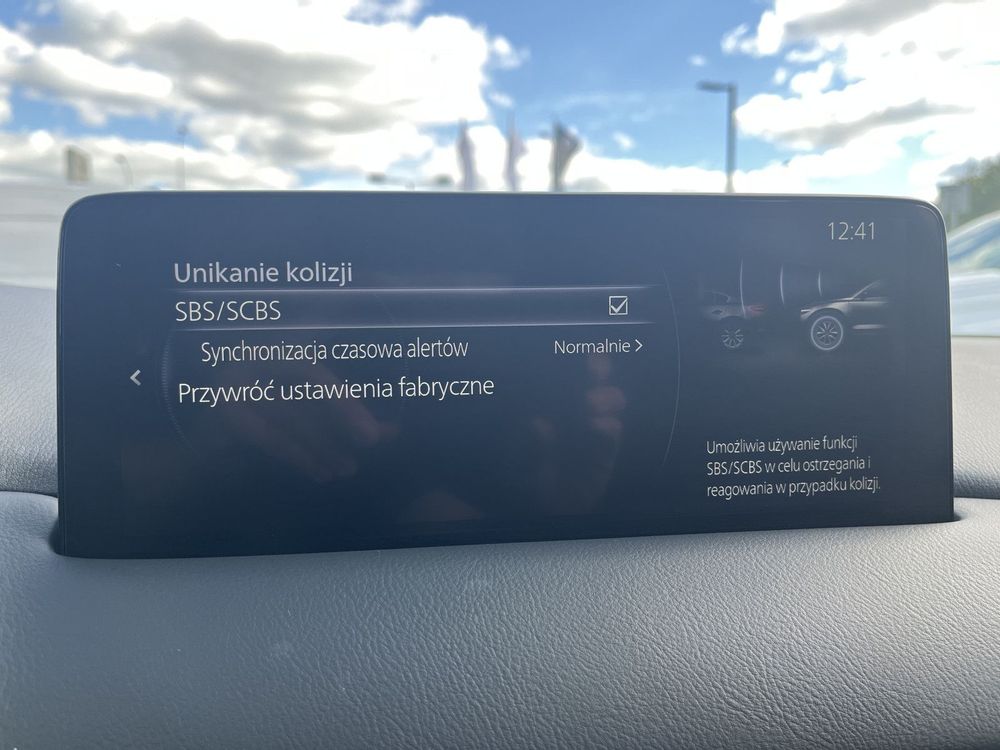 12:41
Unikanie kolizji
SBS/SCBS
Synchronizacja czasowa alertów Normalnie
Przywróć ustawienia fabryczne
Umożliwia używanie funkcji
SBS/SCBS w celu ostrzegania i
reagowania w przypadku kolizji.